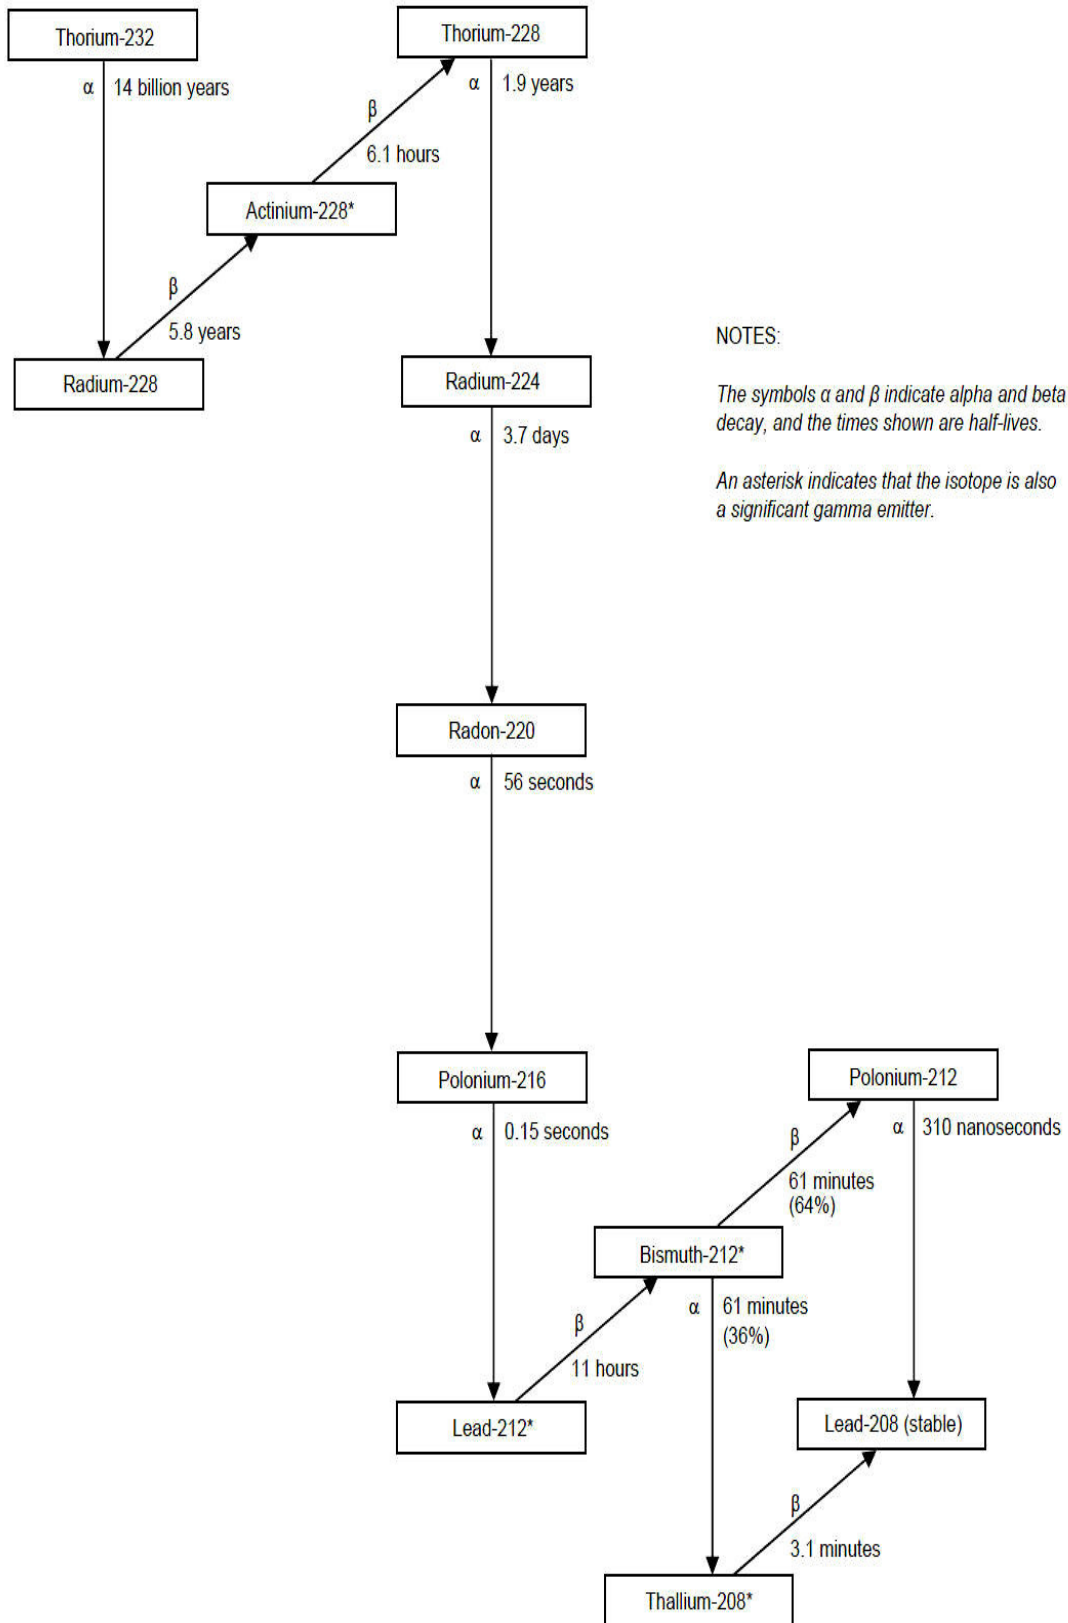 Thorium-232
Thorium-228
α 14 billion years
α 1.9 years
β
6.1 hours
Actinium-228*
β
5.8 years
Radium-228
Radium-224
α 3.7 days
NOTES:
The symbols α and β indicate alpha and beta
decay, and the times shown are half-lives.
An asterisk indicates that the isotope is also
a significant gamma emitter.
Radon-220
α 56 seconds
Polonium-216
Polonium-212
α 0.15 seconds
α 310 nanoseconds
β
61 minutes
(64%)
Bismuth-212*
α 61 minutes
(36%)
β
11 hours
Lead-212*
Lead-208 (stable)
β
3.1 minutes
Thallium-208*